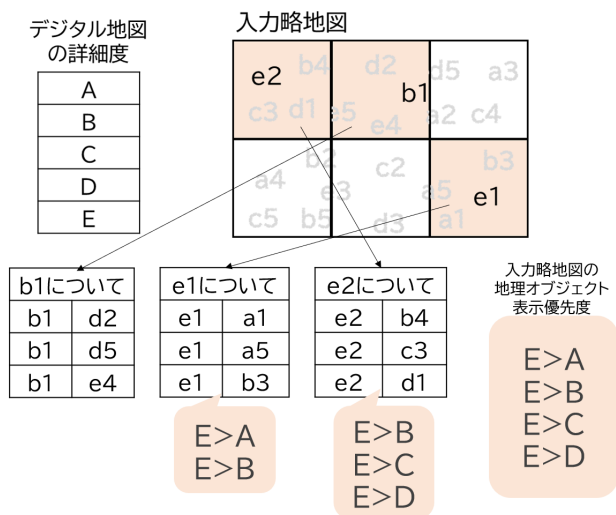 デジタル地図
の詳細度
A
B
C
D
E
入力略地図
e2 b4 d2 d5 a3
b1
c3 d1 e5 e4 a2 c4
b2 c2 b3
a4 e3 a5 e1
c5 b5 d3 a1
b1について
b1 d2
b1 d5
b1 e4
e1について
e1 a1
e1 a5
e1 b3
E>A
E>B
e2について
e2 b4
e2 c3
e2 d1
E>B
E>C
E>D
入力略地図の
地理オブジェクト
表示優先度
E>A
E>B
E>C
E>D